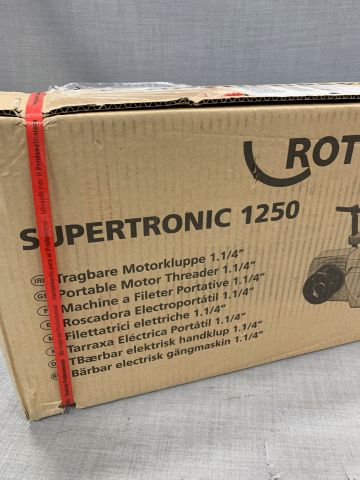 ROT
SUPERTRONIC 1250
Tragbare Motorkluppe 1.1/4"
Portable Motor Threader 1.1/4"
Machine a Fileter Portative 1.1/4"
Roscadora Electroportátil 1.1/4"
Filettatrici elettriche 1.1/4"
Tarraxa Eléctrica Portátil 1.1/4"
TBærbar elektrisk handklup 1.1/4"
Bärbar electrisk gängmaskin 1.1/4"